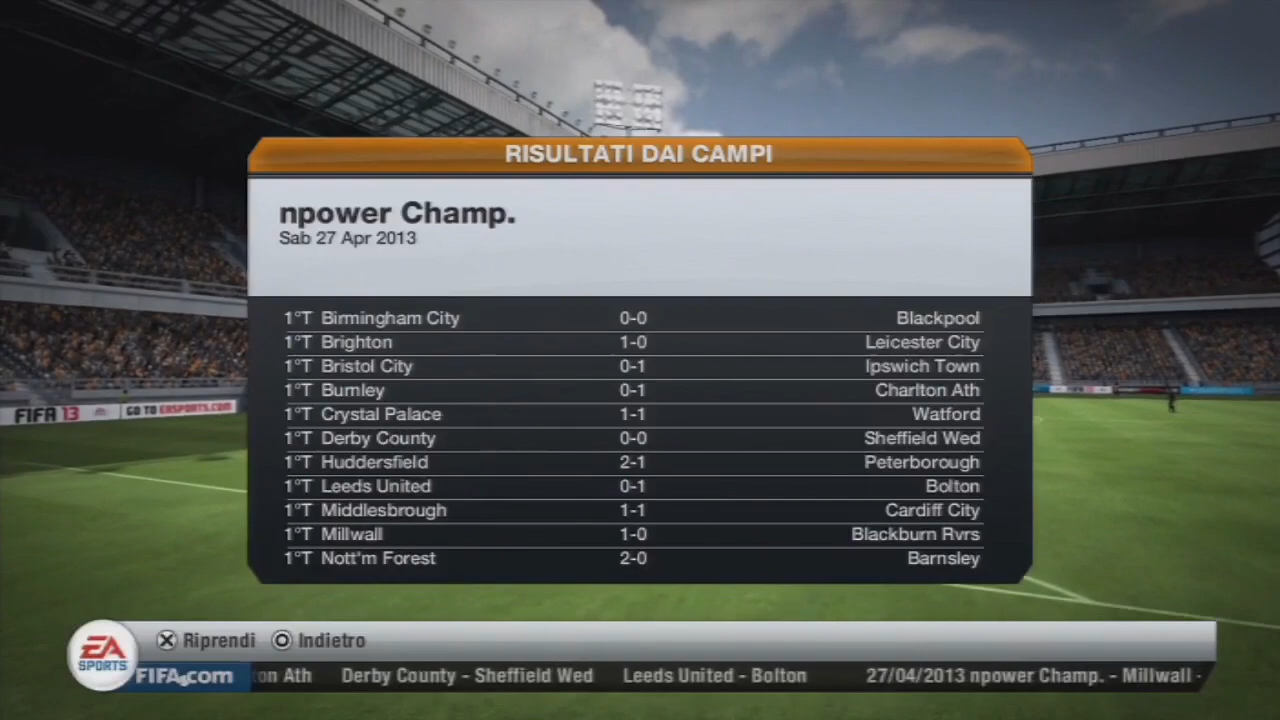 RISULTATI DAI CAMPI
npower Champ.
Sab 27 Apr 2013
1°T Birmingham City 0-0 Blackpool
1°T Brighton 1-0 Leicester City
1°T Bristol City 0-1 Ipswich Town
1°T Burnley 0-1 Charlton Ath
1°T Crystal Palace 1-1 Watford
1°T Derby County 0-0 Sheffield Wed
1°T Huddersfield 2-1 Peterborough
1°T Leeds United 0-1 Bolton
1°T Middlesbrough 1-1 Cardiff City
1°T Millwall 1-0 Blackburn Rvrs
1°T Nott'm Forest 2-0 Barnsley
FIFA 13 GO TO EASPORTS.COM
EA SPORTS
Riprendi Indietro
FIFA.com on Ath Derby County - Sheffield Wed Leeds United - Bolton 27/04/2013 npower Champ. - Millwall -